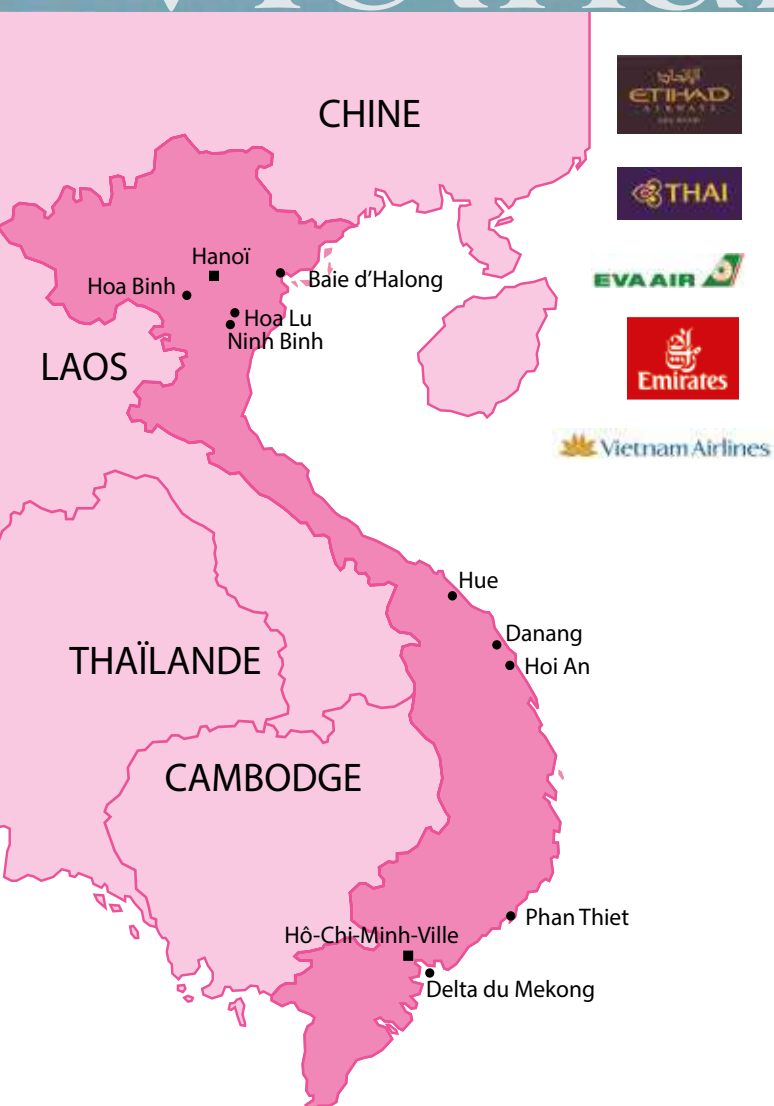 CHINE
ETIHAD
AIRWAYS
THAI
Hanoï
Baie d'Halong
Hoa Binh
EVA AIR
Hoa Lu
Ninh Binh
LAOS
Emirates
Vietnam Airlines
Hue
Danang
THAÏLANDE
Hoi An
CAMBODGE
Phan Thiet
Hô-Chi-Minh-Ville
Delta du Mekong